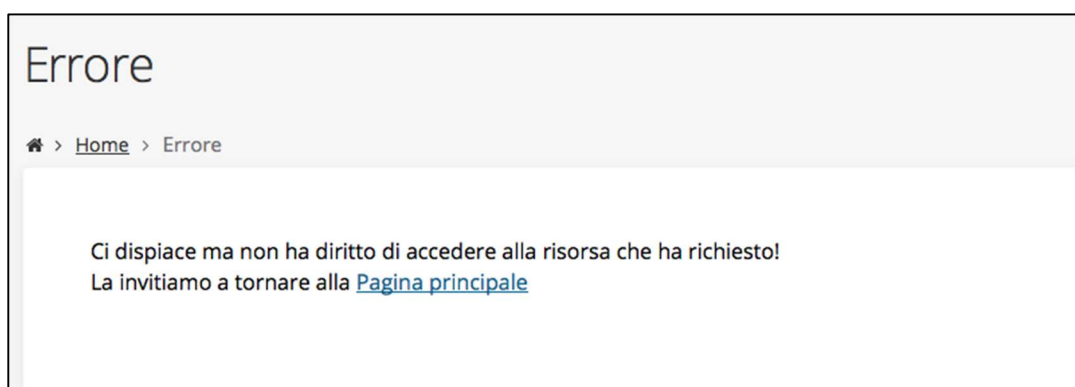 Errore
> Home > Errore
Ci dispiace ma non ha diritto di accedere alla risorsa che ha richiesto!
La invitiamo a tornare alla Pagina principale